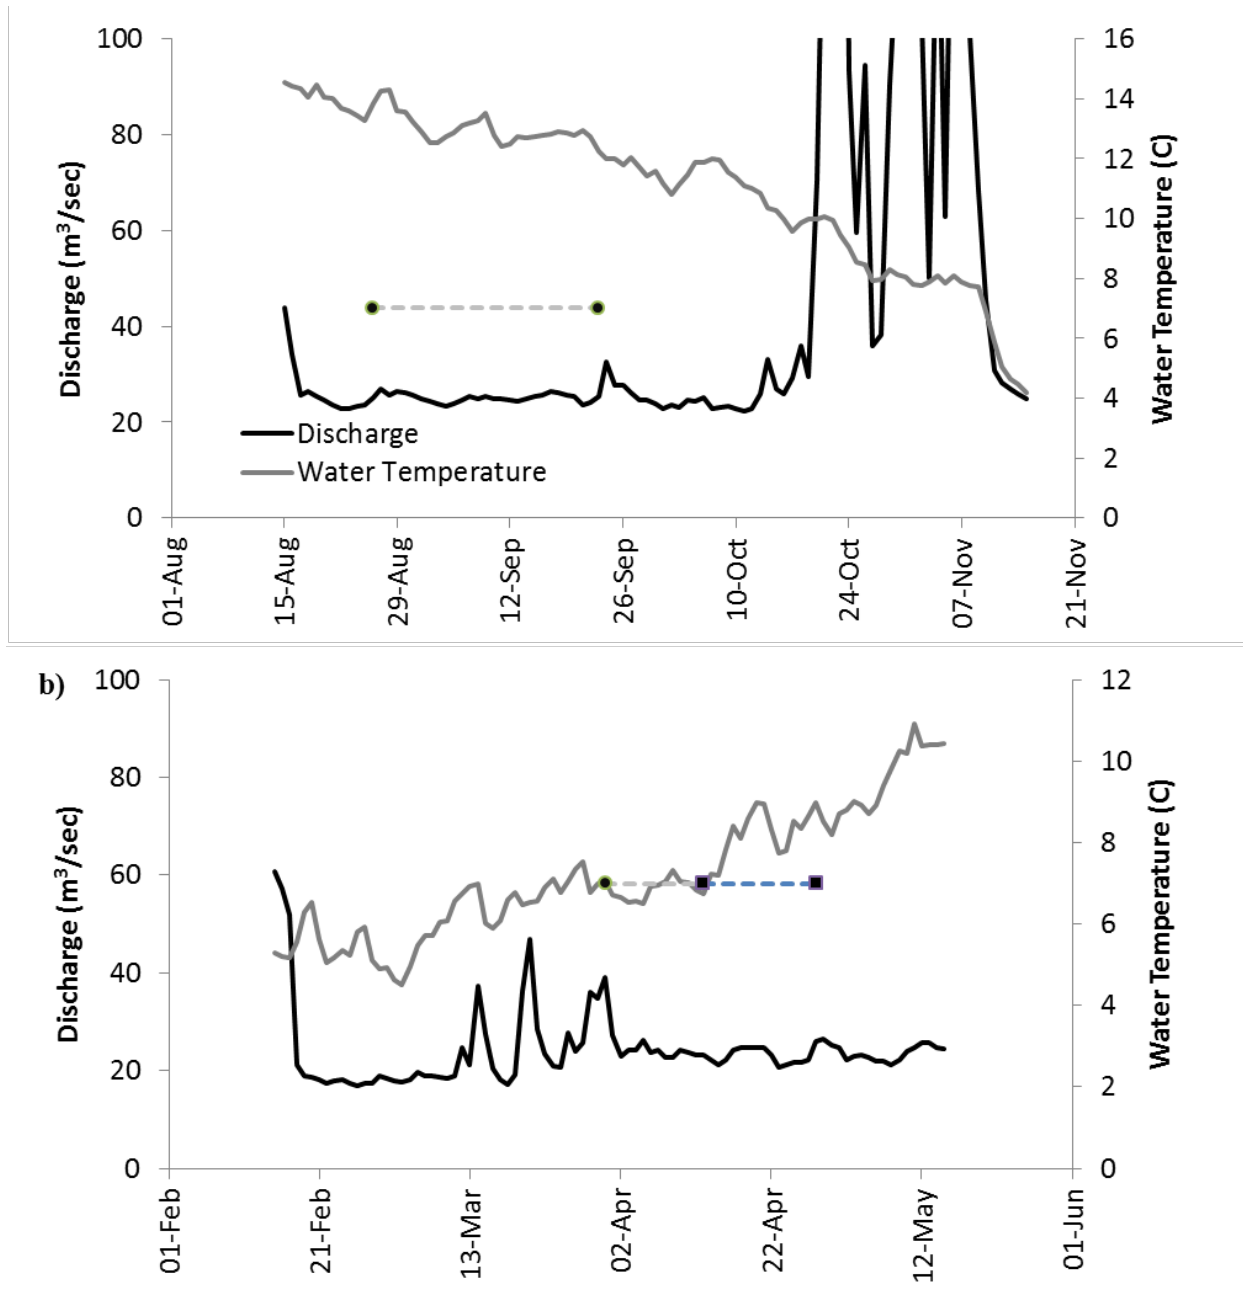 100
80
60
40
20
0
Discharge (m³/sec)
16
14
12
10
8
6
4
2
0
Water Temperature (C)
Discharge
Water Temperature
01-Aug
15-Aug
29-Aug
12-Sep
26-Sep
10-Oct
24-Oct
07-Nov
21-Nov
b)
100
80
60
40
20
0
Discharge (m³/sec)
12
10
8
6
4
2
0
Water Temperature (C)
01-Feb
21-Feb
13-Mar
02-Apr
22-Apr
12-May
01-Jun